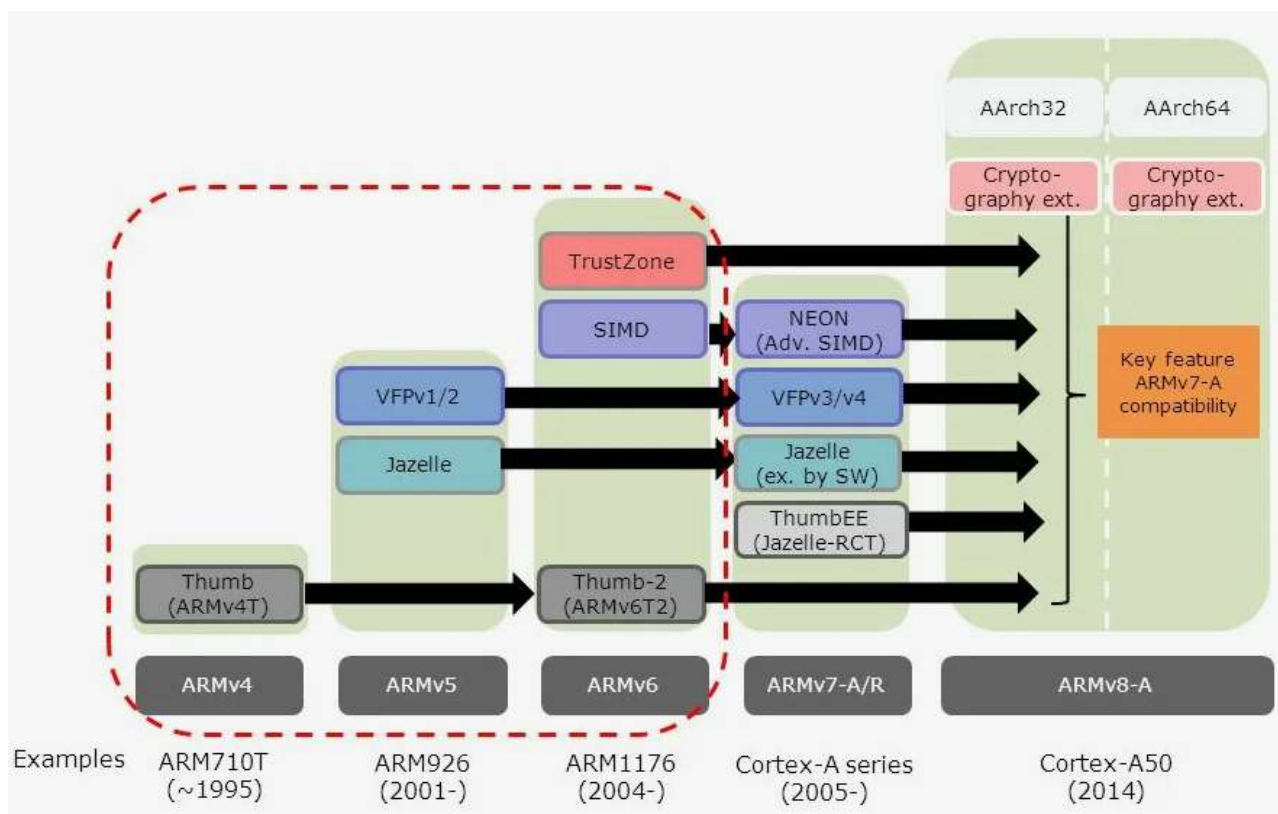 AArch32
AArch64
Crypto-
graphy ext.
Crypto-
graphy ext.
TrustZone
SIMD
NEON
(Adv. SIMD)
Key feature
ARMv7-A
compatibility
VFPv1/2
VFPv3/v4
Jazelle
Jazelle
(ex. by SW)
ThumbEE
(Jazelle-RCT)
Thumb
(ARMv4T)
Thumb-2
(ARMv6T2)
ARMv4
ARMv5
ARMv6
ARMv7-A/R
ARMv8-A
Examples
ARM710T
(~1995)
ARM926
(2001-)
ARM1176
(2004-)
Cortex-A series
(2005-)
Cortex-A50
(2014)